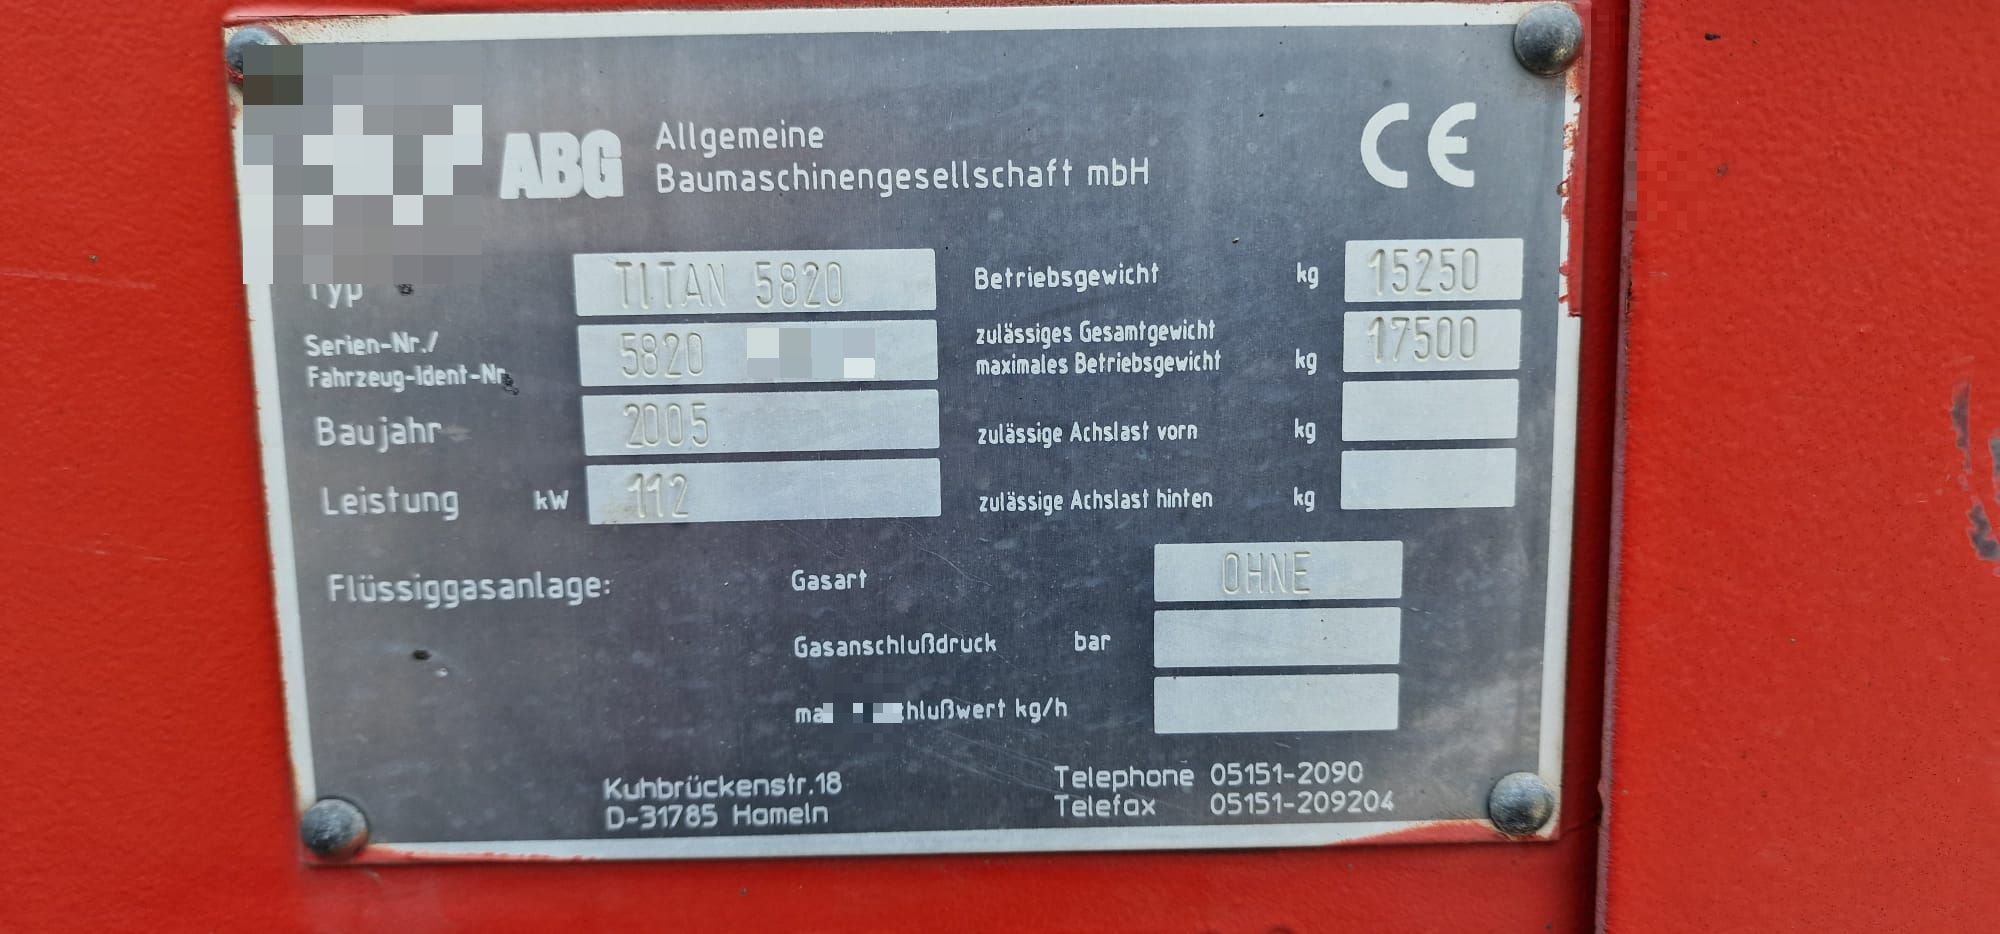 ABG Allgemeine
Baumaschinengesellschaft mbH
CE
Typ TITAN 5820
Serien-Nr./
Fahrzeug-Ident-Nr. 5820
Baujahr 2005
Leistung kW 112
Betriebsgewicht kg 15250
zulässiges Gesamtgewicht
maximales Betriebsgewicht kg 17500
zulässige Achslast vorn kg
zulässige Achslast hinten kg
Flüssiggasanlage: Gasart OHNE
Gasanschlußdruck bar
kg/h
Kuhbrückenstr.18
D-31785 Hameln
Telephone 05151-2090
Telefax 05151-209204